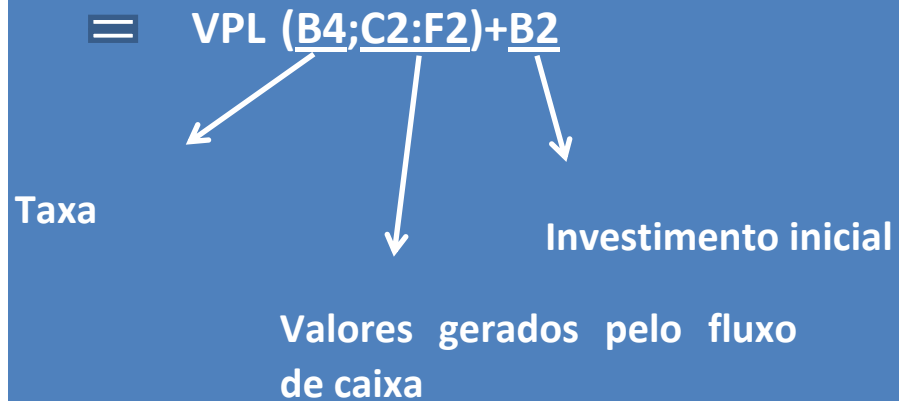 = VPL (B4;C2:F2)+B2
Taxa
Investimento inicial
Valores gerados pelo fluxo
de caixa